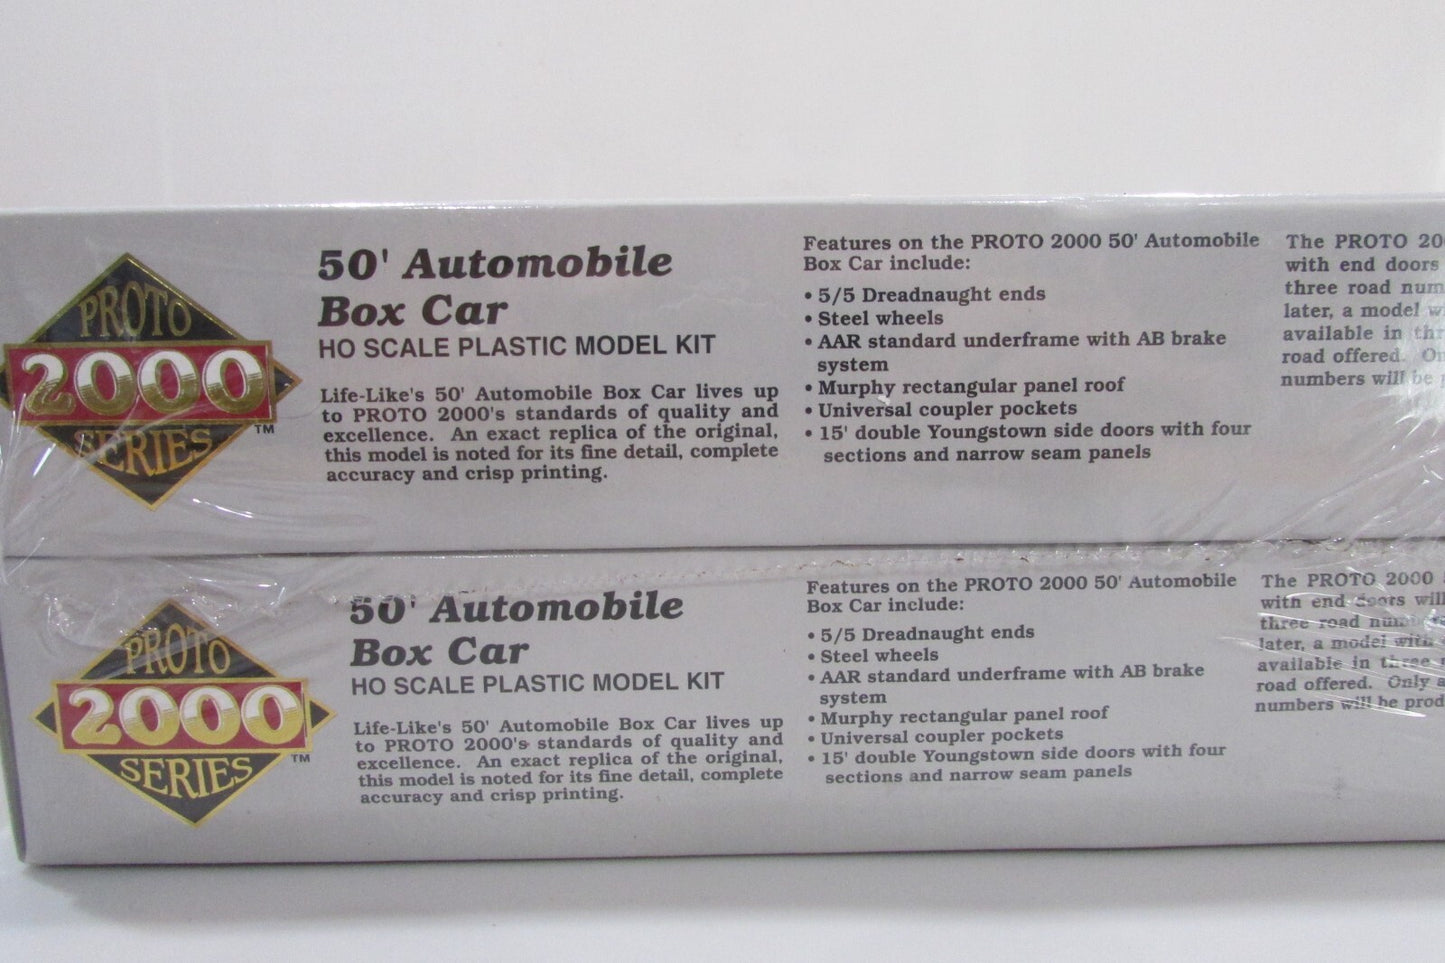 PROTO
2000
SERIES
TM
50' Automobile
Box Car
HO SCALE PLASTIC MODEL KIT
Life-Like's 50' Automobile Box Car lives up
to PROTO 2000's standards of quality and
excellence. An exact replica of the original,
this model is noted for its fine detail, complete
accuracy and crisp printing.
Features on the PROTO 2000 50' Automobile
Box Car include:
• 5/5 Dreadnaught ends
• Steel wheels
• AAR standard underframe with AB brake
system
• Murphy rectangular panel roof
• Universal coupler pockets
• 15' double Youngstown side doors with four
sections and narrow seam panels
The PROTO 20
with end doors
three road num
later, a model
available in
road offered.
numbers will be
PROTO
2000
SERIES
TM
50' Automobile
Box Car
HO SCALE PLASTIC MODEL KIT
Life-Like's 50' Automobile Box Car lives up
to PROTO 2000's standards of quality and
excellence. An exact replica of the original,
this model is noted for its fine detail, complete
accuracy and crisp printing.
Features on the PROTO 2000 50' Automobile
Box Car include:
• 5/5 Dreadnaught ends
• Steel wheels
• AAR standard underframe with AB brake
system
• Murphy rectangular panel roof
• Universal coupler pockets
• 15' double Youngstown side doors with four
sections and narrow seam panels
The PROTO 2000
with end doors will
three road numbers
later, a model with
available in three
road offered. Only a
numbers will be prod